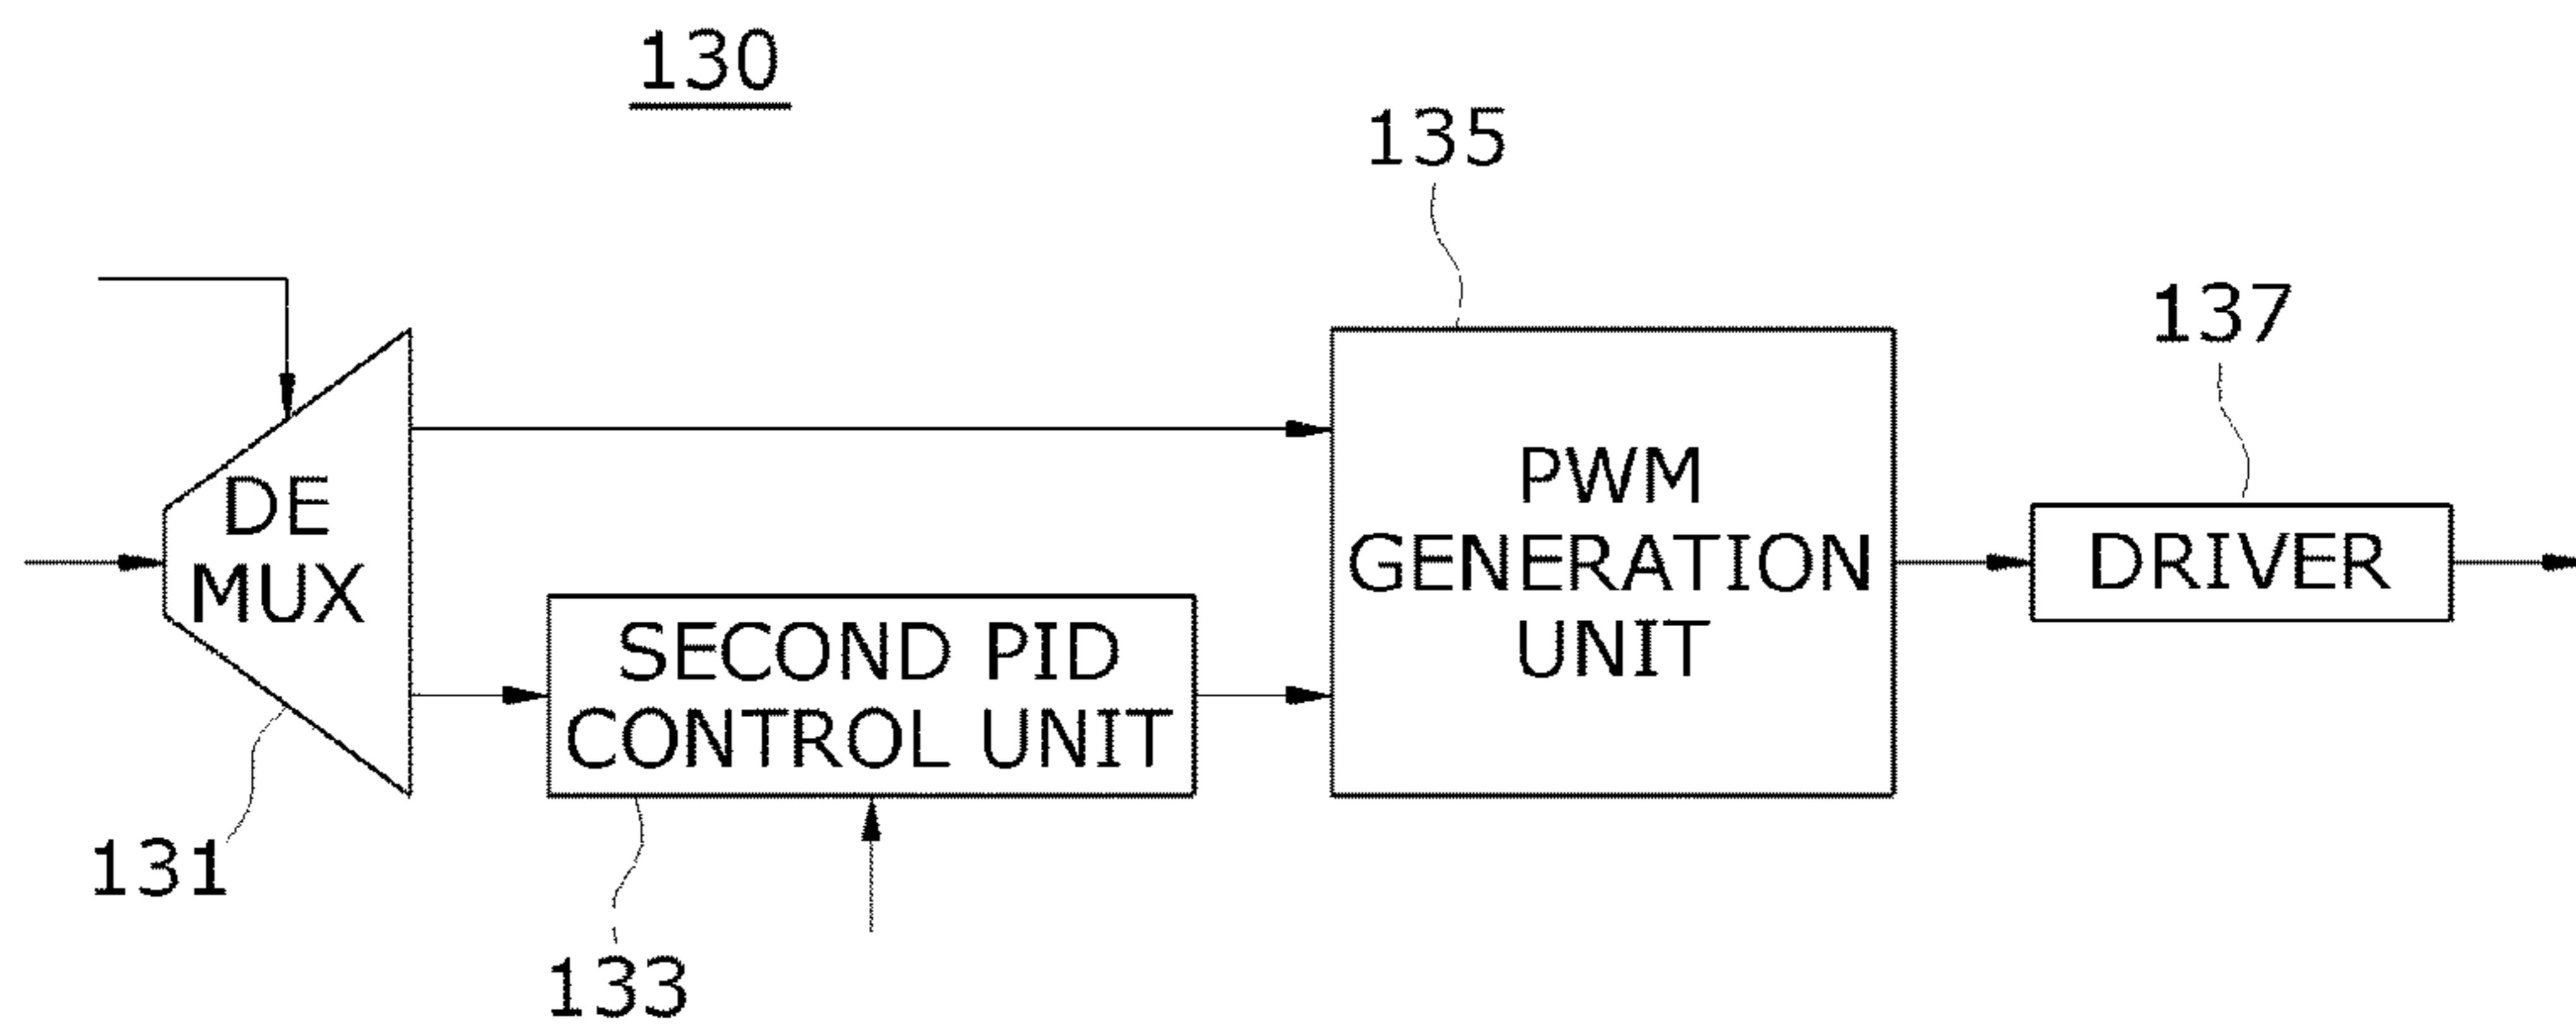 130
135
137
DE
MUX
PWM
GENERATION
UNIT
DRIVER
SECOND PID
CONTROL UNIT
131
133